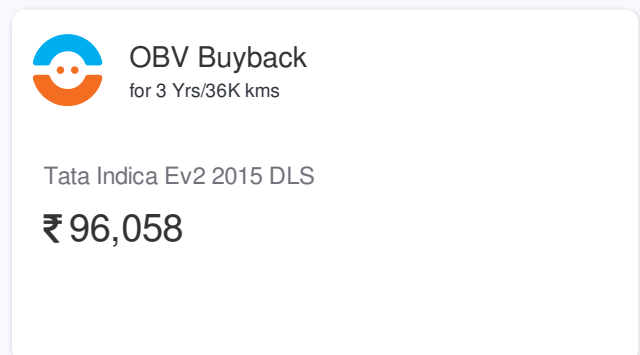 OBV Buyback
for 3 Yrs/36K kms
Tata Indica Ev2 2015 DLS
₹ 96,058